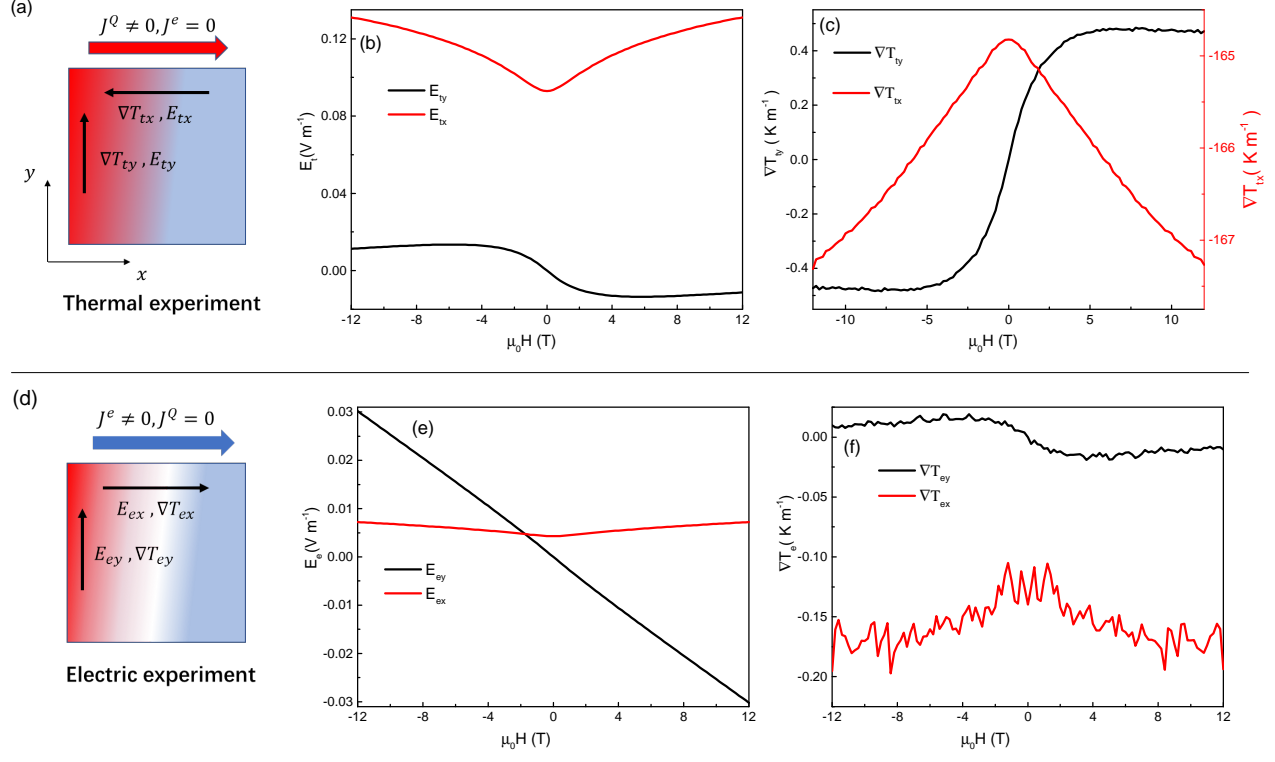 (a)
J^Q ≠ 0, J^e = 0
∇T_tx , E_tx
∇T_ty , E_ty
y
x
Thermal experiment
(b)
E_ty
E_tx
E_t(V m^-1)
0.12
0.08
0.04
0.00
-12 -8 -4 0 4 8 12
μ_0H (T)
(c)
∇T_ty
∇T_tx
∇T_ty ( K m^-1)
0.4
0.2
0.0
-0.2
-0.4
-10 -5 0 5 10
μ_0H (T)
-165
-166
-167
∇T_tx( K m^-1)
(d)
J^e ≠ 0, J^Q = 0
E_ex , ∇T_ex
E_ey , ∇T_ey
Electric experiment
(e)
E_ey
E_ex
E_e(V m^-1)
0.03
0.02
0.01
0.00
-0.01
-0.02
-0.03
-12 -8 -4 0 4 8 12
μ_0H (T)
(f)
∇T_ey
∇T_ex
∇T_e( K m^-1)
0.00
-0.05
-0.10
-0.15
-0.20
-12 -8 -4 0 4 8 12
μ_0H (T)